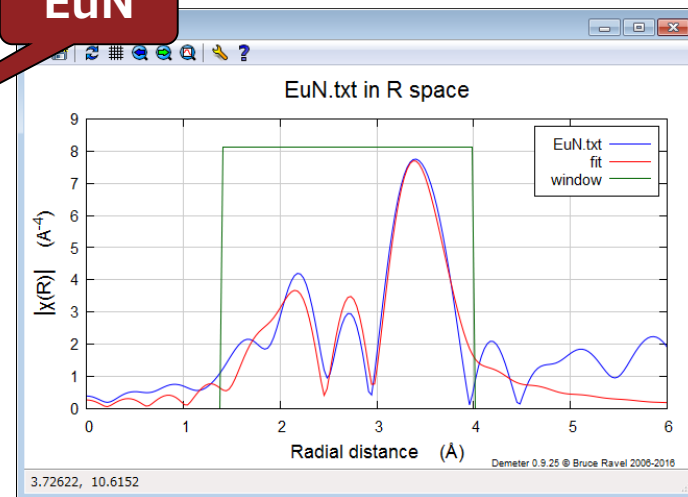 EuN
EuN.txt in R space
EuN.txt
fit
window
|χ(R)| (Å⁻⁴)
9
8
7
6
5
4
3
2
1
0
0 1 2 3 4 5 6
Radial distance (Å)
Demeter 0.9.25 © Bruce Ravel 2006-2016
3.72622, 10.6152